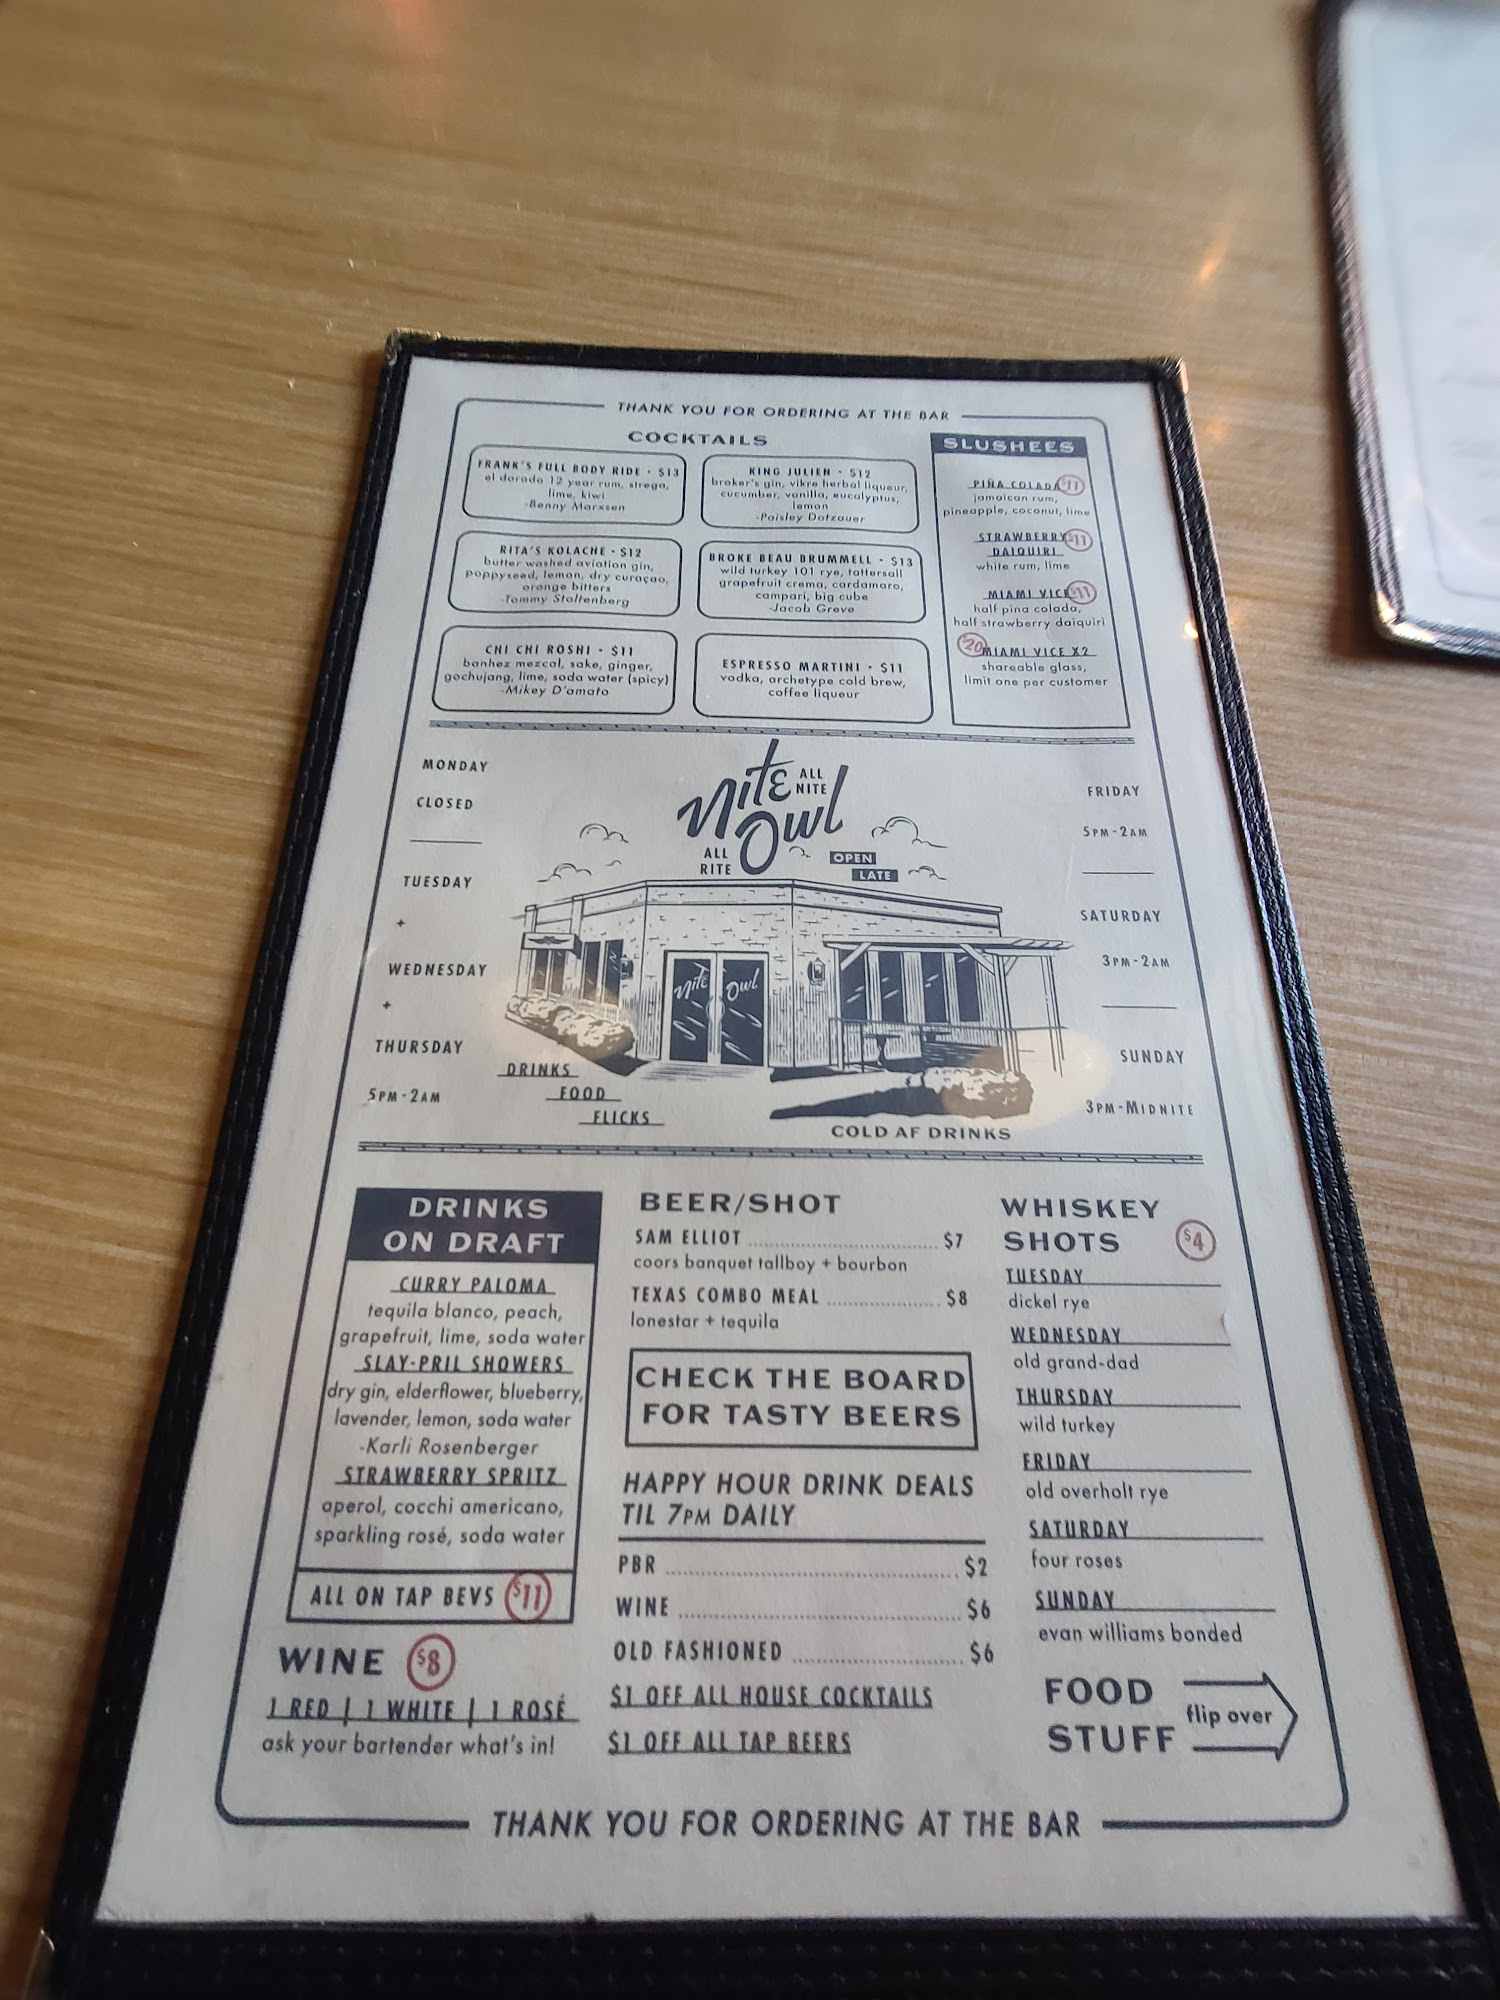 THANK YOU FOR ORDERING AT THE BAR
COCKTAILS
FRANK'S FULL BODY RIDE - $13
el dorado 12 year rum, strega,
lime, kiwi
-Benny Marxsen
KING JULIEN - $12
broker's gin, vikre herbal liqueur,
cucumber, vanilla, eucalyptus,
lemon
-Paisley Dotzauer
RITA'S KOLACHE - $12
butter washed aviation gin,
poppyseed, lemon, dry curaçao,
orange bitters
-Tommy Stoltenberg
BROKE BEAU BRUMMELL - $13
wild turkey 101 rye, tattersall
grapefruit crema, cardamaro,
campari, big cube
-Jacob Greve
CHI CHI ROSHI - $11
banhez mezcal, sake, ginger,
gochujang, lime, soda water (spicy)
-Mikey D'amato
ESPRESSO MARTINI - $11
vodka, archetype cold brew,
coffee liqueur
SLUSHEES
PIÑA COLADA $11
jamaican rum,
pineapple, coconut, lime
STRAWBERRY $11
DAIQUIRI
white rum, lime
MIAMI VICE $11
half pina colada,
half strawberry daiquiri
$20 MIAMI VICE X2
shareable glass,
limit one per customer
MONDAY
CLOSED
TUESDAY
+
WEDNESDAY
+
THURSDAY
5PM-2AM
Nite ALL
NITE
Owl
ALL
RITE
OPEN
LATE
Nite Owl
DRINKS
FOOD
FLICKS
COLD AF DRINKS
FRIDAY
5PM-2AM
SATURDAY
3PM-2AM
SUNDAY
3PM-MIDNITE
DRINKS
ON DRAFT
CURRY PALOMA
tequila blanco, peach,
grapefruit, lime, soda water
SLAY-PRIL SHOWERS
dry gin, elderflower, blueberry,
lavender, lemon, soda water
-Karli Rosenberger
STRAWBERRY SPRITZ
aperol, cocchi americano,
sparkling rosé, soda water
ALL ON TAP BEVS $11
WINE $8
1 RED | 1 WHITE | 1 ROSÉ
ask your bartender what's in!
BEER/SHOT
SAM ELLIOT ........ $7
coors banquet tallboy + bourbon
TEXAS COMBO MEAL ........ $8
lonestar + tequila
CHECK THE BOARD
FOR TASTY BEERS
HAPPY HOUR DRINK DEALS
TIL 7PM DAILY
PBR ........ $2
WINE ........ $6
OLD FASHIONED ........ $6
$1 OFF ALL HOUSE COCKTAILS
$1 OFF ALL TAP BEERS
WHISKEY
SHOTS $4
TUESDAY
dickel rye
WEDNESDAY
old grand-dad
THURSDAY
wild turkey
FRIDAY
old overholt rye
SATURDAY
four roses
SUNDAY
evan williams bonded
FOOD
STUFF
flip over
THANK YOU FOR ORDERING AT THE BAR